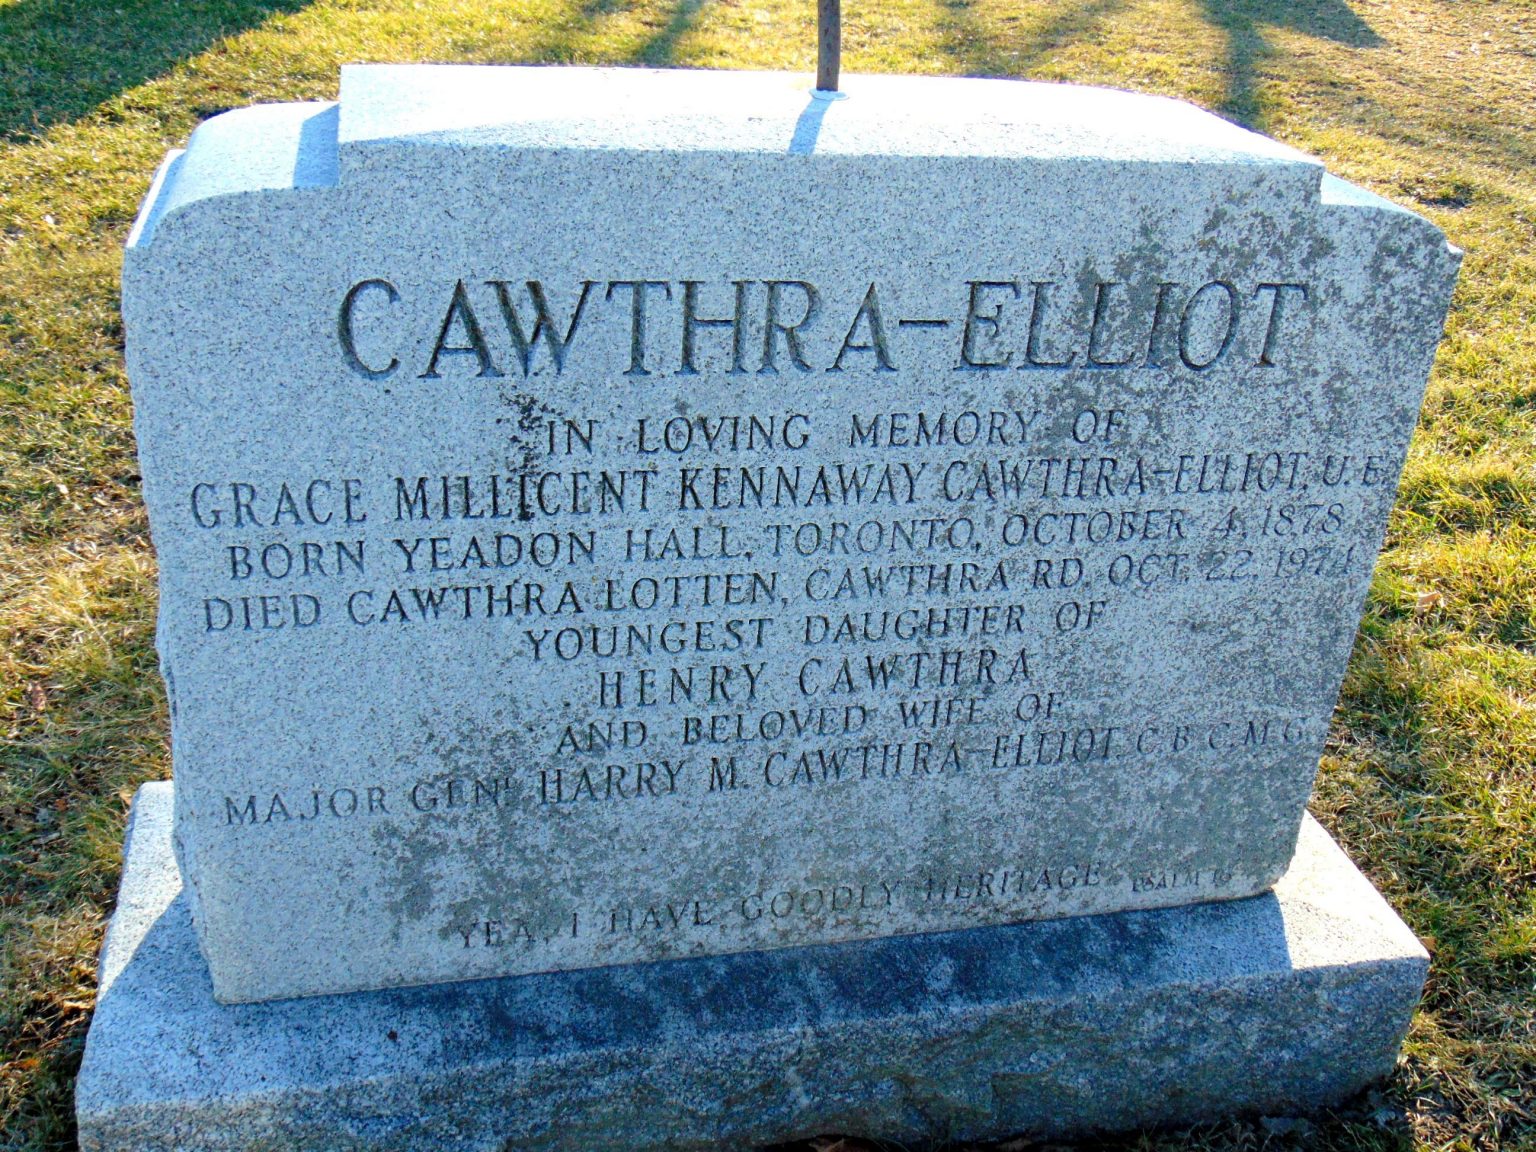 CAWTHRA-ELLIOT
IN LOVING MEMORY OF
GRACE MILLICENT KENNAWAY CAWTHRA-ELLIOT, U.E.
BORN YEADON HALL, TORONTO, OCTOBER 4, 1878
DIED CAWTHRA LOTTEN, CAWTHRA RD. OCT. 22, 1974
YOUNGEST DAUGHTER OF
HENRY CAWTHRA
AND BELOVED WIFE OF
MAJOR GENL HARRY M. CAWTHRA-ELLIOT. C.B. C.M.G.
YEA, I HAVE GOODLY HERITAGE PSALM 16